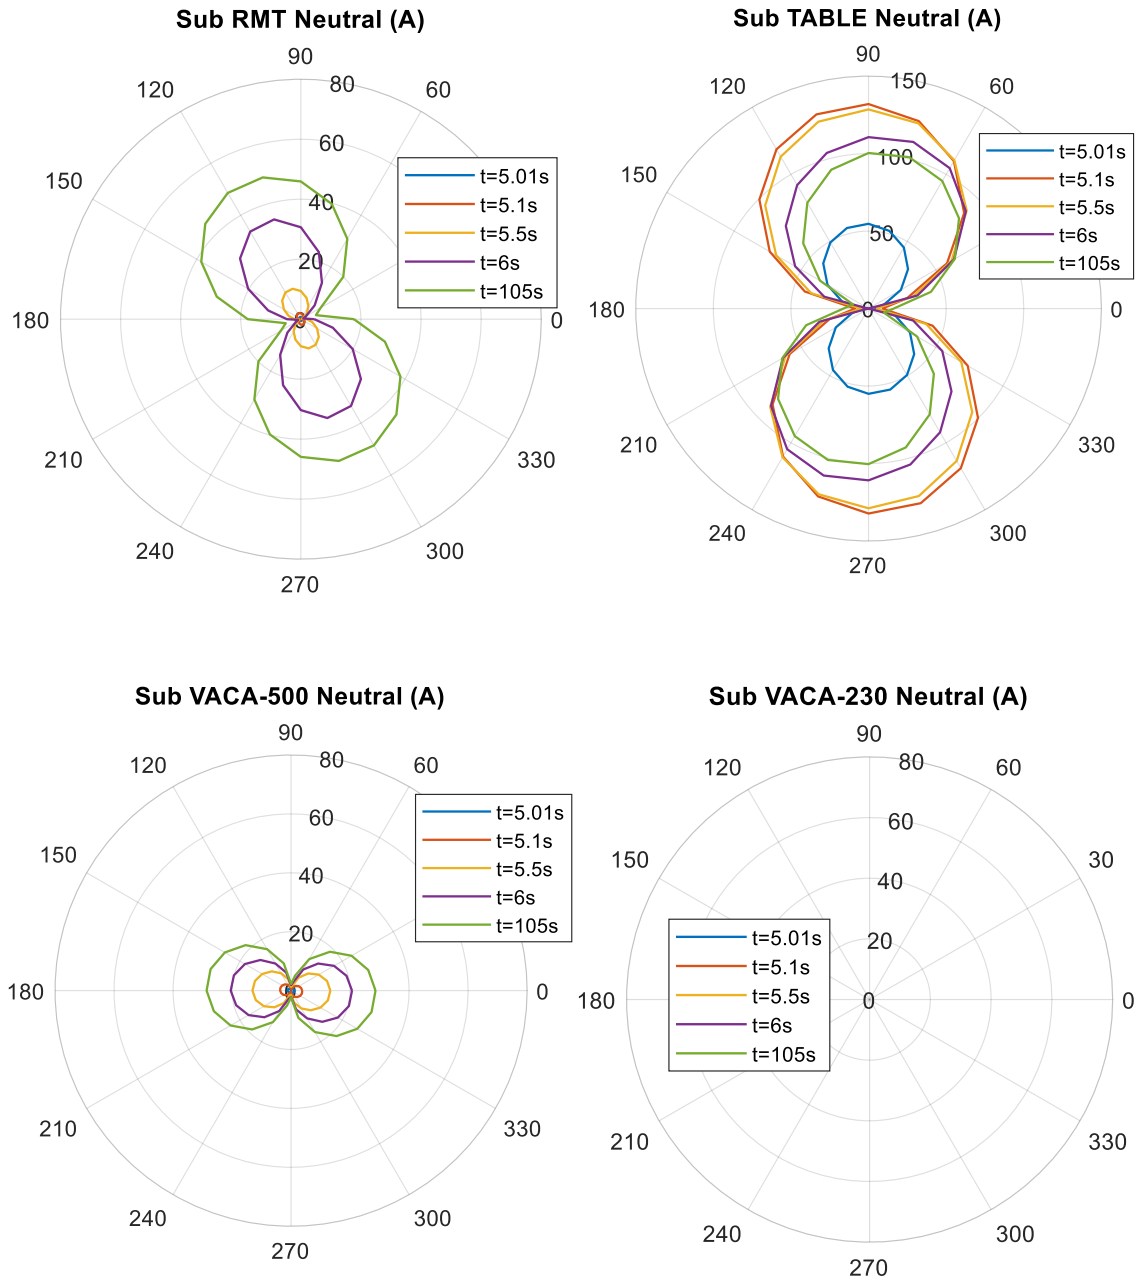 Sub RMT Neutral (A)
90
120
80
60
60
150
40
20
180
0
0
210
330
240
300
270
t=5.01s
t=5.1s
t=5.5s
t=6s
t=105s
Sub TABLE Neutral (A)
90
120
150
60
150
100
50
180
0
0
210
330
240
300
270
t=5.01s
t=5.1s
t=5.5s
t=6s
t=105s
Sub VACA-500 Neutral (A)
90
120
80
60
60
150
40
20
180
0
210
330
240
300
270
t=5.01s
t=5.1s
t=5.5s
t=6s
t=105s
Sub VACA-230 Neutral (A)
90
120
80
60
60
150
40
30
20
180
0
0
210
330
240
300
270
t=5.01s
t=5.1s
t=5.5s
t=6s
t=105s